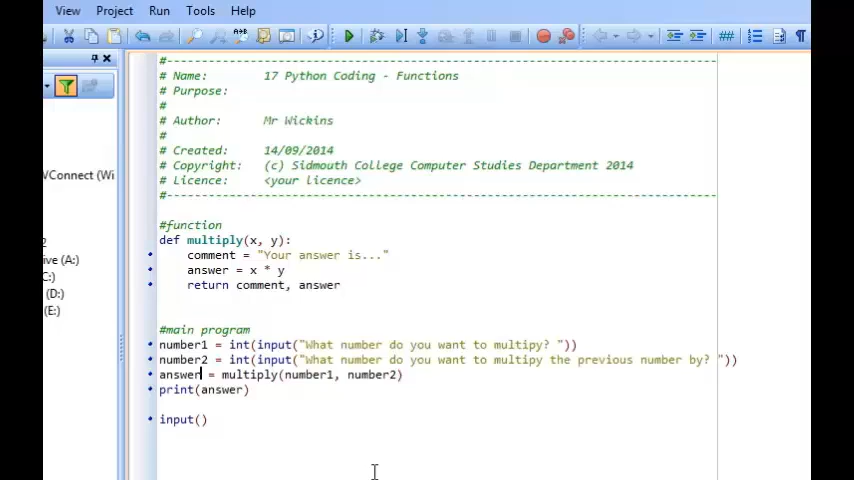 View Project Run Tools Help
#
# Name: 17 Python Coding - Functions
# Purpose:
#
# Author: Mr Wickins
#
# Created: 14/09/2014
# Copyright: (c) Sidmouth College Computer Studies Department 2014
# Licence: <your licence>
#
VConnect (Wi
ive (A:)
C:)
(D:)
(E:)
#function
def multiply(x, y):
comment = "Your answer is..."
answer = x * y
return comment, answer
#main program
number1 = int(input("What number do you want to multipy? "))
number2 = int(input("What number do you want to multipy the previous number by? "))
answer = multiply(number1, number2)
print(answer)
input()